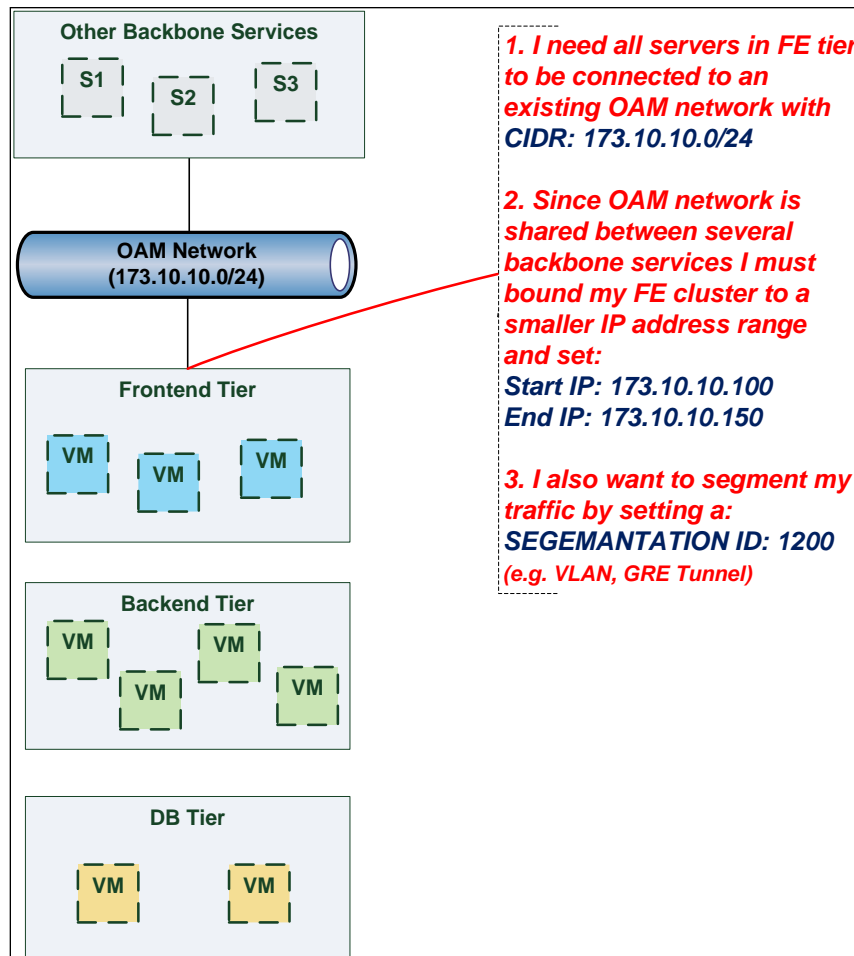 Other Backbone Services
S1
S2
S3
OAM Network
(173.10.10.0/24)
Frontend Tier
VM
VM
VM
Backend Tier
VM
VM
VM
VM
DB Tier
VM
VM
1. I need all servers in FE tier
to be connected to an
existing OAM network with
CIDR: 173.10.10.0/24
2. Since OAM network is
shared between several
backbone services I must
bound my FE cluster to a
smaller IP address range
and set:
Start IP: 173.10.10.100
End IP: 173.10.10.150
3. I also want to segment my
traffic by setting a:
SEGEMANTATION ID: 1200
(e.g. VLAN, GRE Tunnel)